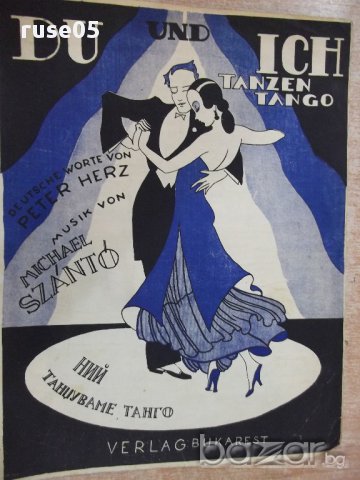 ruse05
DU UND ICH
TANZEN
TANGO
DEUTSCHE WORTE VON
PETER HERZ
MUSIK VON
MICHAEL
SZANTÓ
НИЙ
ТАНЦУВАМЕ ТАНГО
VERLAG BUKAREST
bazar.bg